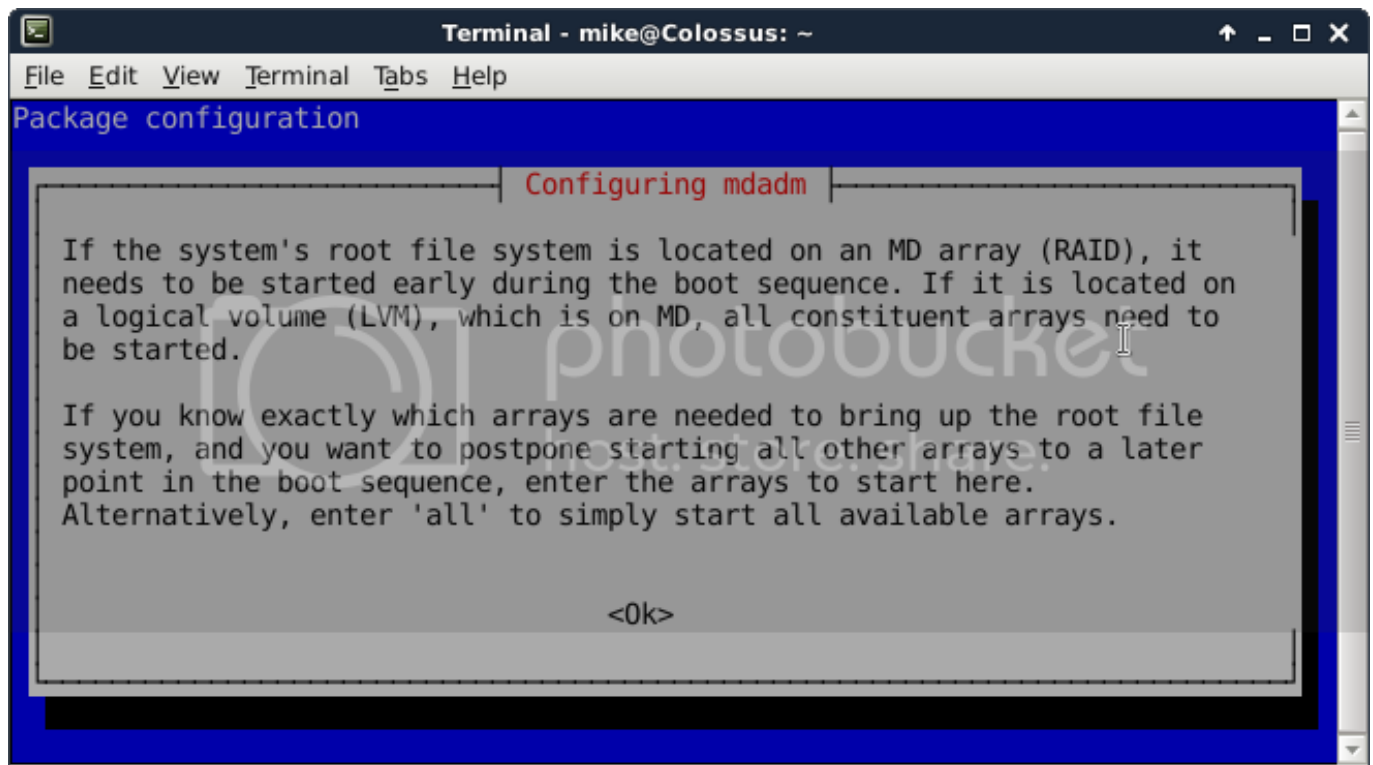 Terminal - mike@Colossus: ~
File Edit View Terminal Tabs Help
Package configuration
Configuring mdadm
If the system's root file system is located on an MD array (RAID), it
needs to be started early during the boot sequence. If it is located on
a logical volume (LVM), which is on MD, all constituent arrays need to
be started.
photobucket
If you know exactly which arrays are needed to bring up the root file
system, and you want to postpone starting all other arrays to a later
host. store. share.
point in the boot sequence, enter the arrays to start here.
Alternatively, enter 'all' to simply start all available arrays.
<Ok>